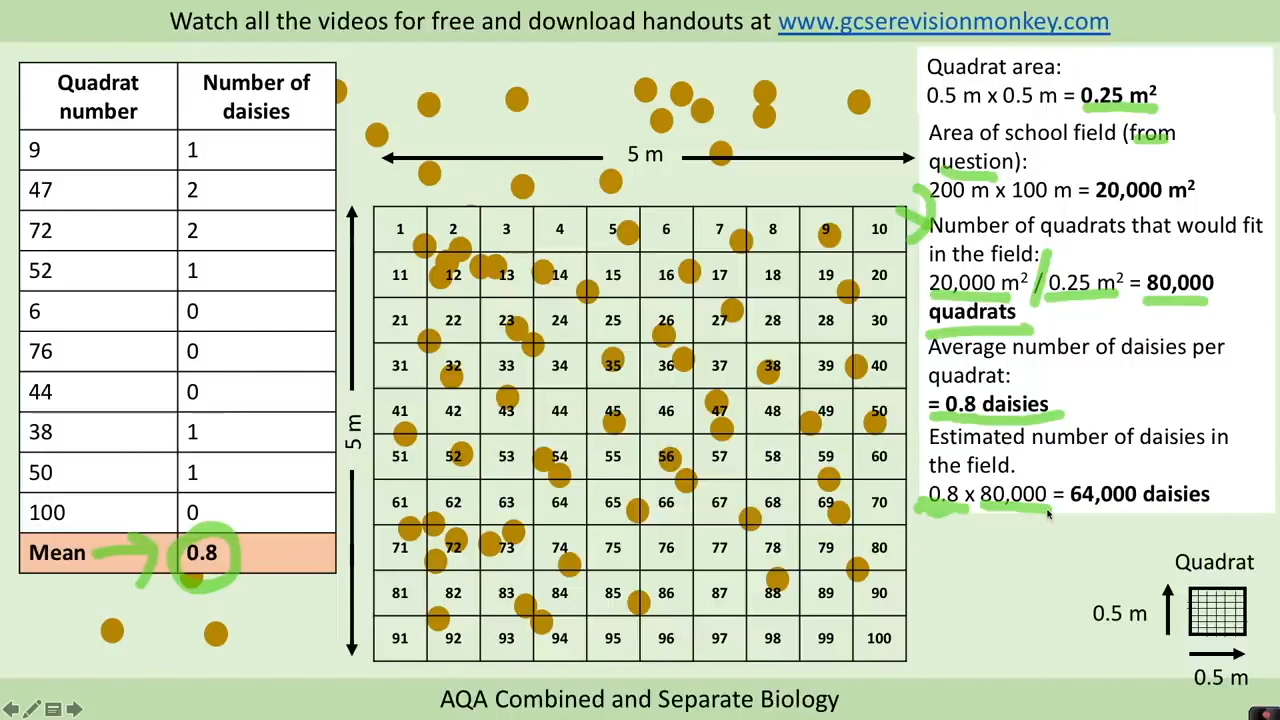 Watch all the videos for free and download handouts at www.gcserevisionmonkey.com
Quadrat number
Number of daisies
9 1
47 2
72 2
52 1
6 0
76 0
44 0
38 1
50 1
100 0
Mean 0.8
5 m
5 m
1 2 3 4 5 6 7 8 9 10
11 12 13 14 15 16 17 18 19 20
21 22 23 24 25 26 27 28 28 30
31 32 33 34 35 36 37 38 39 40
41 42 43 44 45 46 47 48 49 50
51 52 53 54 55 56 57 58 59 60
61 62 63 64 65 66 67 68 69 70
71 72 73 74 75 76 77 78 79 80
81 82 83 84 85 86 87 88 89 90
91 92 93 94 95 96 97 98 99 100
Quadrat area:
0.5 m x 0.5 m = 0.25 m²
Area of school field (from
question):
200 m x 100 m = 20,000 m²
Number of quadrats that would fit
in the field:
20,000 m² / 0.25 m² = 80,000
quadrats
Average number of daisies per
quadrat:
= 0.8 daisies
Estimated number of daisies in
the field.
0.8 x 80,000 = 64,000 daisies
Quadrat
0.5 m
0.5 m
AQA Combined and Separate Biology